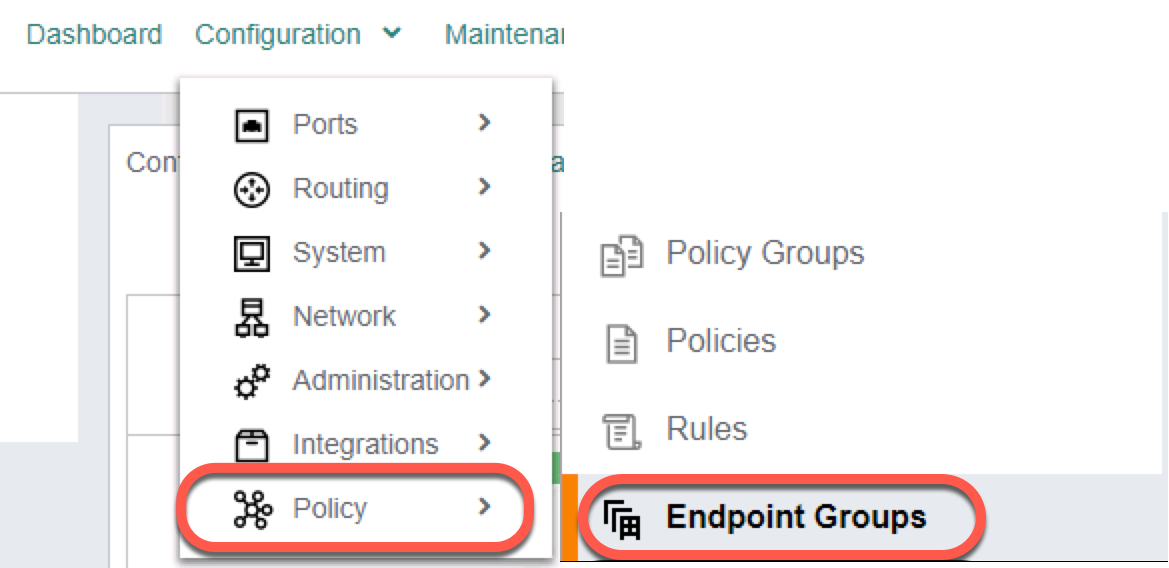 Dashboard Configuration Maintenan
Ports
Con
Routing
System
Network
Administration
Integrations
Policy
Policy Groups
Policies
Rules
Endpoint Groups